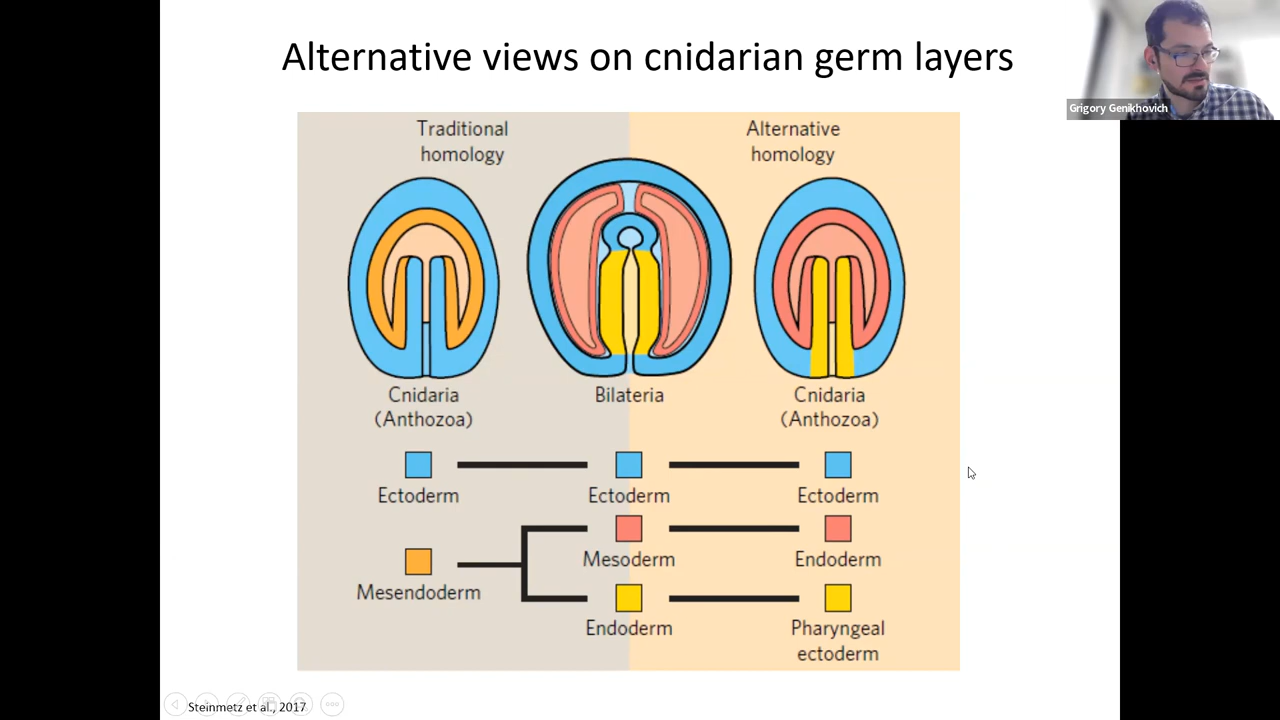 Alternative views on cnidarian germ layers
Grigory Genikhovich
Traditional
homology
Alternative
homology
Cnidaria
(Anthozoa)
Bilateria
Cnidaria
(Anthozoa)
Ectoderm
Ectoderm
Ectoderm
Mesoderm
Endoderm
Mesendoderm
Endoderm
Pharyngeal
ectoderm
Steinmetz et al., 2017